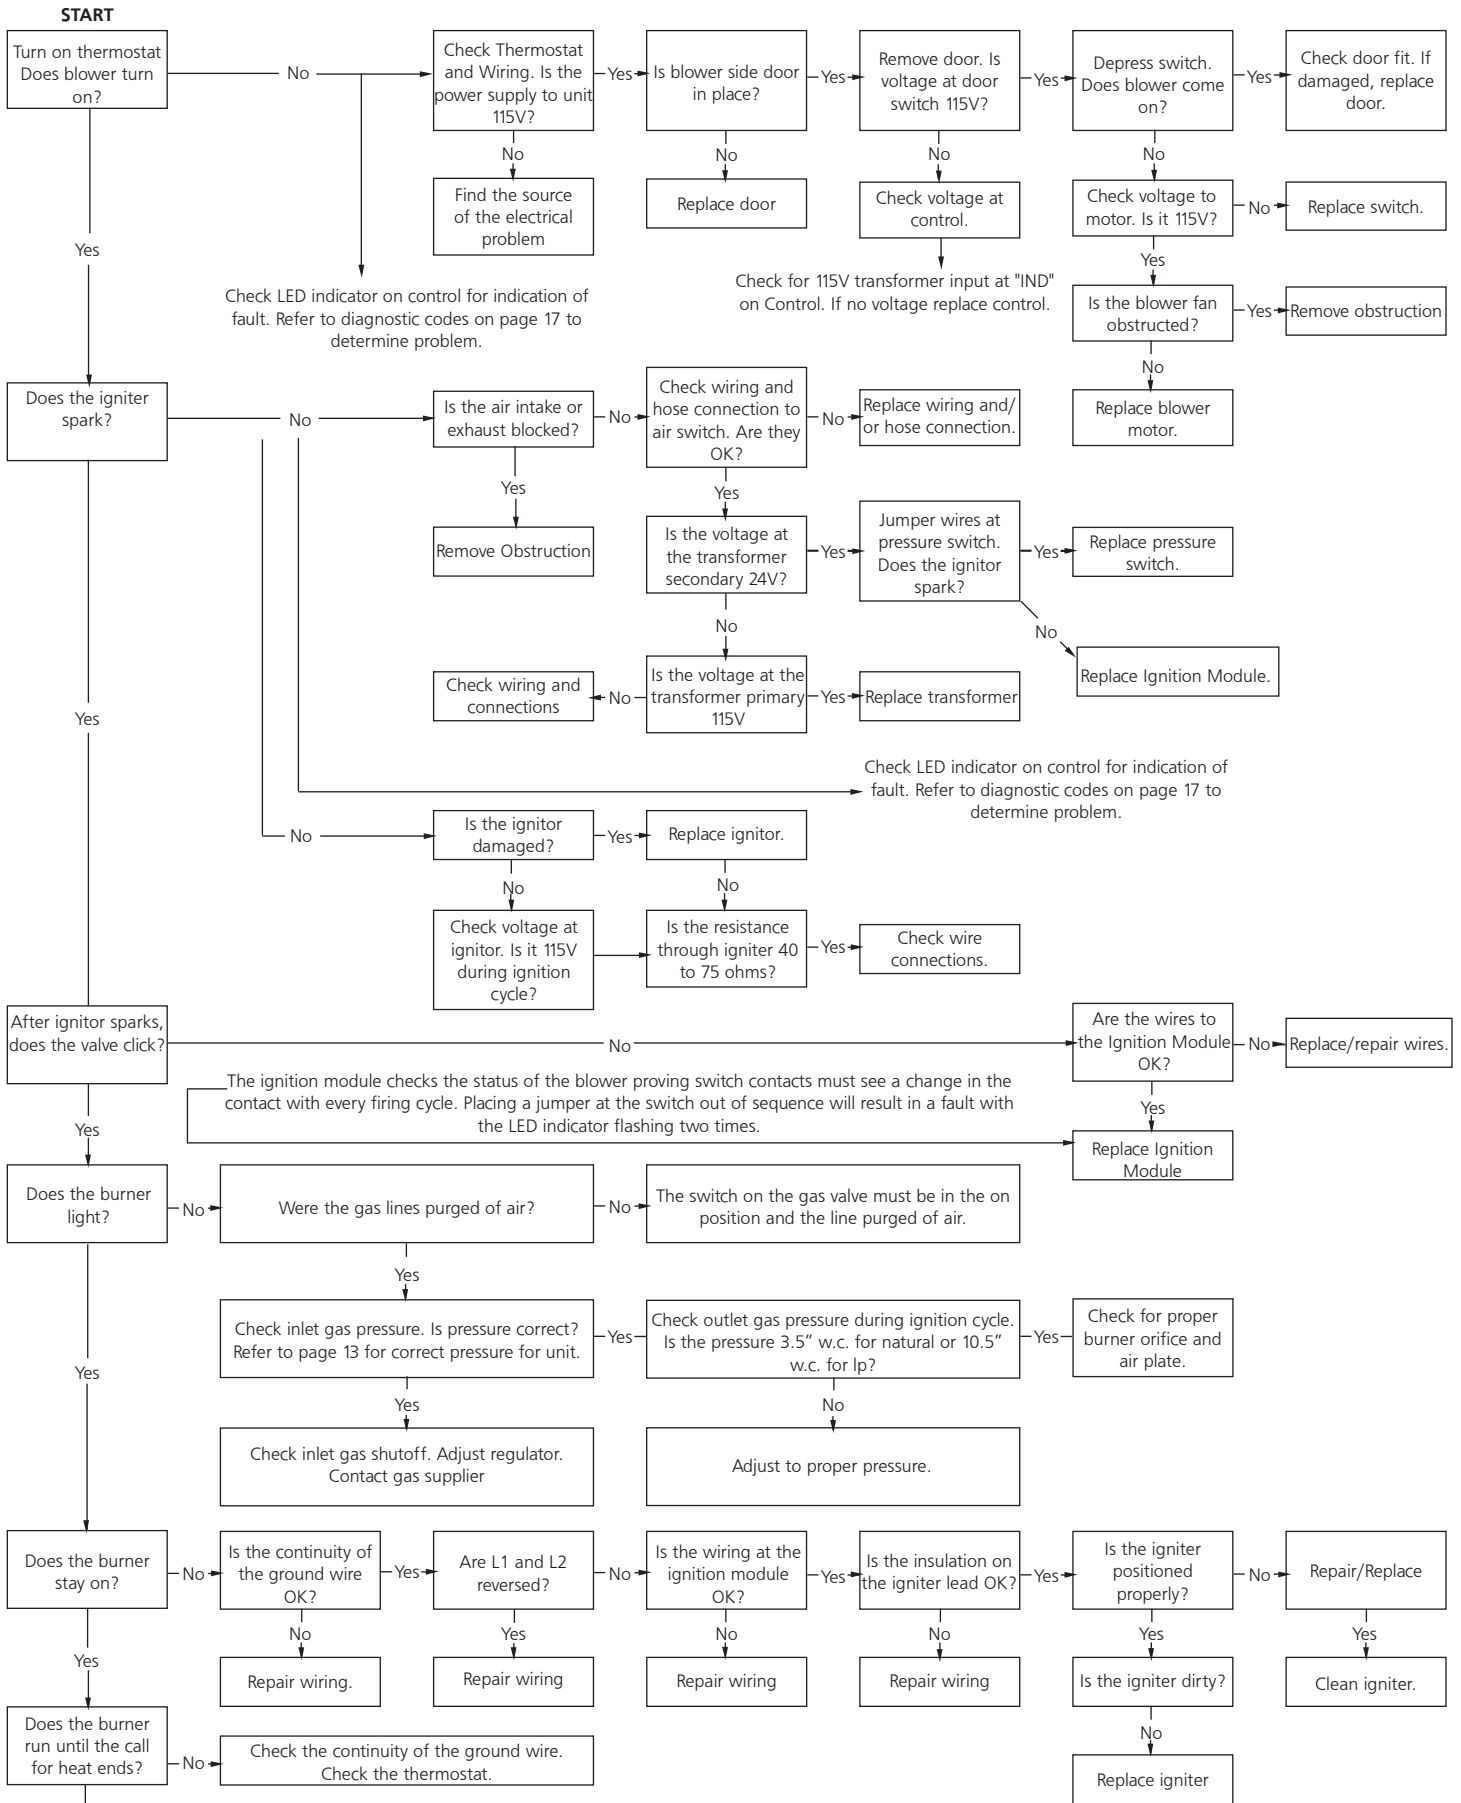 START
Turn on thermostat
Does blower turn
on?
No
Check Thermostat
and Wiring. Is the
power supply to unit
115V?
Yes
Is blower side door
in place?
Yes
Remove door. Is
voltage at door
switch 115V?
Yes
Depress switch.
Does blower come
on?
Yes
Check door fit. If
damaged, replace
door.
No
No
No
No
Find the source
of the electrical
problem
Replace door
Check voltage at
control.
Check voltage to
motor. Is it 115V?
No
Replace switch.
Yes
Yes
Check LED indicator on control for indication of
fault. Refer to diagnostic codes on page 17 to
determine problem.
Check for 115V transformer input at "IND"
on Control. If no voltage replace control.
Is the blower fan
obstructed?
Yes
Remove obstruction
No
Replace blower
motor.
Does the igniter
spark?
No
Is the air intake or
exhaust blocked?
No
Check wiring and
hose connection to
air switch. Are they
OK?
No
Replace wiring and/
or hose connection.
Yes
Yes
Remove Obstruction
Is the voltage at
the transformer
secondary 24V?
Yes
Jumper wires at
pressure switch.
Does the ignitor
spark?
Yes
Replace pressure
switch.
No
No
Replace Ignition Module.
Check wiring and
connections
No
Is the voltage at the
transformer primary
115V
Yes
Replace transformer
Yes
Check LED indicator on control for indication of
fault. Refer to diagnostic codes on page 17 to
determine problem.
No
Is the ignitor
damaged?
Yes
Replace ignitor.
No
No
Check voltage at
ignitor. Is it 115V
during ignition
cycle?
Is the resistance
through igniter 40
to 75 ohms?
Yes
Check wire
connections.
After ignitor sparks,
does the valve click?
No
Are the wires to
the Ignition Module
OK?
No
Replace/repair wires.
The ignition module checks the status of the blower proving switch contacts must see a change in the
contact with every firing cycle. Placing a jumper at the switch out of sequence will result in a fault with
the LED indicator flashing two times.
Yes
Yes
Replace Ignition
Module
Does the burner
light?
No
Were the gas lines purged of air?
No
The switch on the gas valve must be in the on
position and the line purged of air.
Yes
Check inlet gas pressure. Is pressure correct?
Refer to page 13 for correct pressure for unit.
Yes
Check outlet gas pressure during ignition cycle.
Is the pressure 3.5” w.c. for natural or 10.5”
w.c. for lp?
Yes
Check for proper
burner orifice and
air plate.
Yes
Yes
No
Check inlet gas shutoff. Adjust regulator.
Contact gas supplier
Adjust to proper pressure.
Does the burner
stay on?
No
Is the continuity of
the ground wire
OK?
Yes
Are L1 and L2
reversed?
No
Is the wiring at the
ignition module
OK?
Yes
Is the insulation on
the igniter lead OK?
Yes
Is the igniter
positioned
properly?
No
Repair/Replace
Yes
No
Yes
No
No
Yes
Yes
Repair wiring.
Repair wiring
Repair wiring
Repair wiring
Is the igniter dirty?
Clean igniter.
Does the burner
run until the call
for heat ends?
No
Check the continuity of the ground wire.
Check the thermostat.
No
Replace igniter